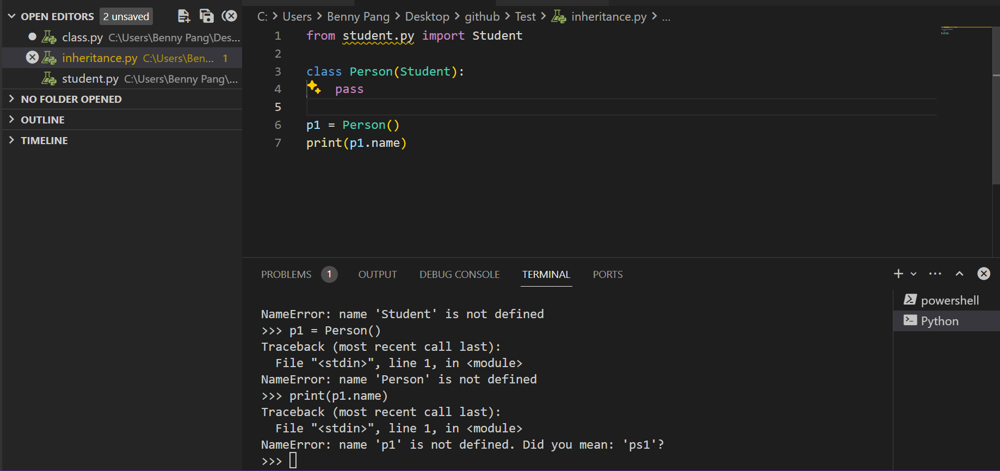 OPEN EDITORS 2 unsaved
class.py C:\Users\Benny Pang\Des...
inheritance.py C:\Users\Ben... 1
student.py C:\Users\Benny Pang\...
NO FOLDER OPENED
OUTLINE
TIMELINE
C: > Users > Benny Pang > Desktop > github > Test > inheritance.py > ...
1 from student.py import Student
2
3 class Person(Student):
4 pass
5
6 p1 = Person()
7 print(p1.name)
PROBLEMS 1 OUTPUT DEBUG CONSOLE TERMINAL PORTS
NameError: name 'Student' is not defined
>>> p1 = Person()
Traceback (most recent call last):
  File "<stdin>", line 1, in <module>
NameError: name 'Person' is not defined
>>> print(p1.name)
Traceback (most recent call last):
  File "<stdin>", line 1, in <module>
NameError: name 'p1' is not defined. Did you mean: 'ps1'?
>>>
powershell
Python